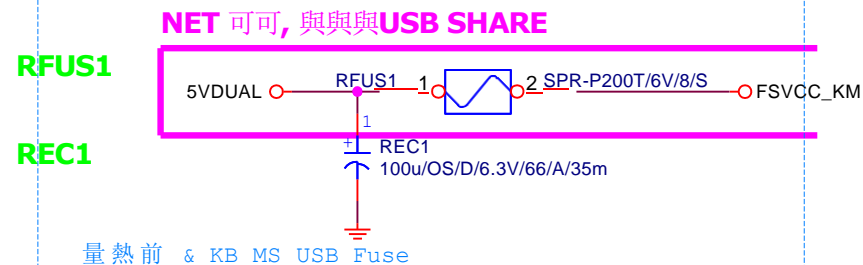 NET 可可, 與與與USB SHARE
RFUS1
5VDUAL RFUS1 1 2 SPR-P200T/6V/8/S FSVCC_KM
1
REC1
+ REC1
100u/OS/D/6.3V/66/A/35m
量熱前 & KB MS USB Fuse